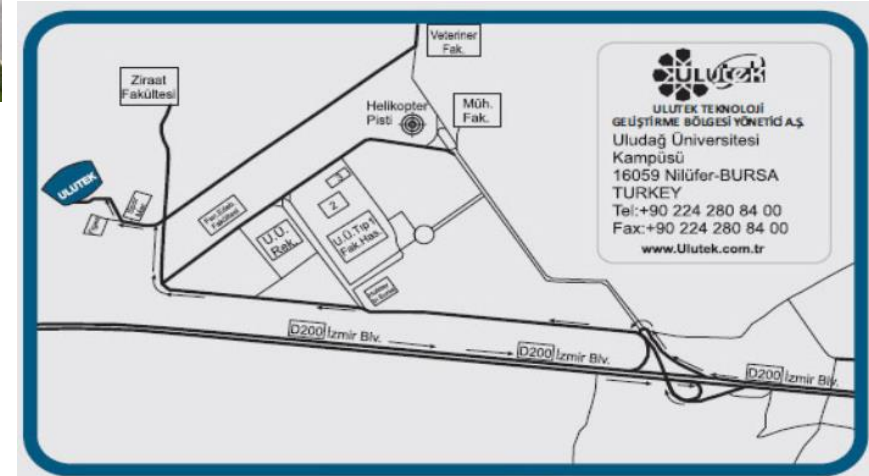 Veteriner
Fak.
Ziraat
Fakültesi
Helikopter
Pisti
Müh.
Fak.
ULUTEK
Fen.Edeb.
Fakültesi
U.Ü.
Rek.
2
U.Ü.Tıp1
Fak.Has.
D200 İzmir Blv.
D200 İzmir Blv.
D200 İzmir Blv.
ULUTEK
ULUTEK TEKNOLOJİ
GELİŞTİRME BÖLGESİ YÖNETİCİ A.Ş.
Uludağ Üniversitesi
Kampüsü
16059 Nilüfer-BURSA
TURKEY
Tel:+90 224 280 84 00
Fax:+90 224 280 84 00
www.Ulutek.com.tr